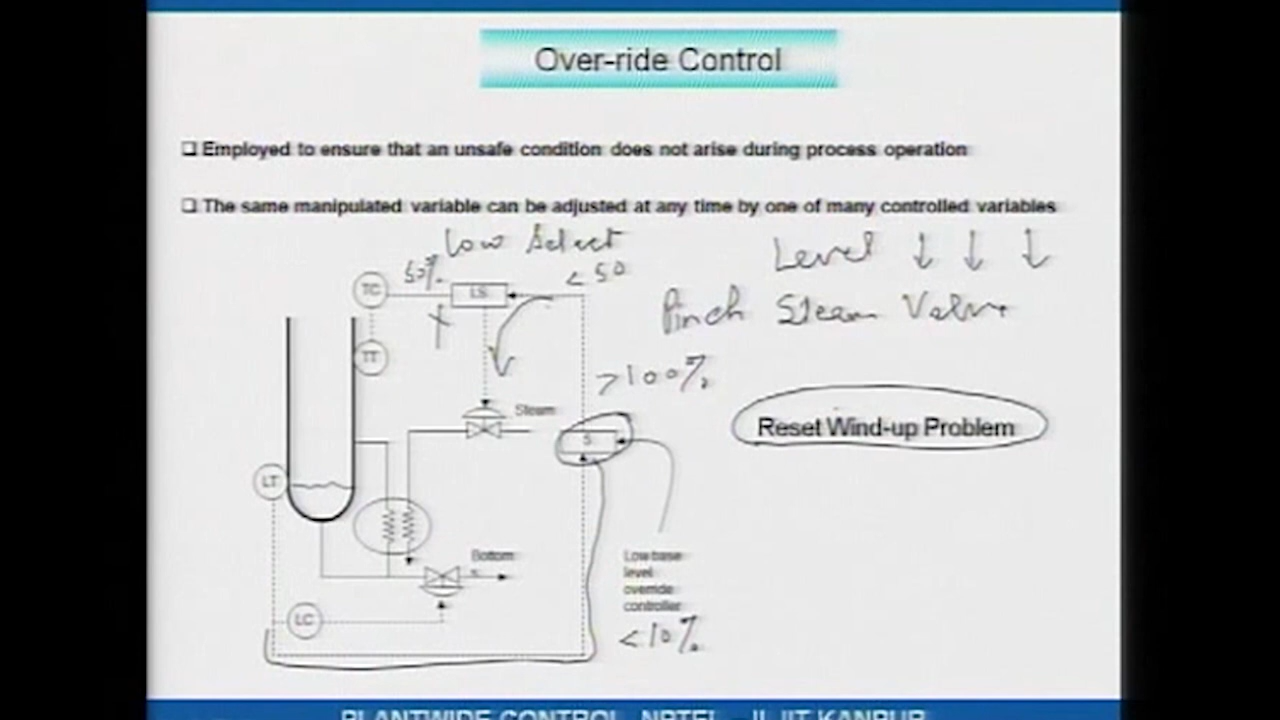 Over-ride Control
❑ Employed to ensure that an unsafe condition does not arise during process operation
❑ The same manipulated variable can be adjusted at any time by one of many controlled variables
Low Select
Level ↓ ↓ ↓
50%
< 50
TC
LS
Pinch Steam Valve
TT
>100%
Steam
Reset Wind-up Problem
5
LT
Bottom
s
Low base
level
override
controller
LC
<10%
PLANTWIDE CONTROL, NPTEL – II, IIT KANPUR